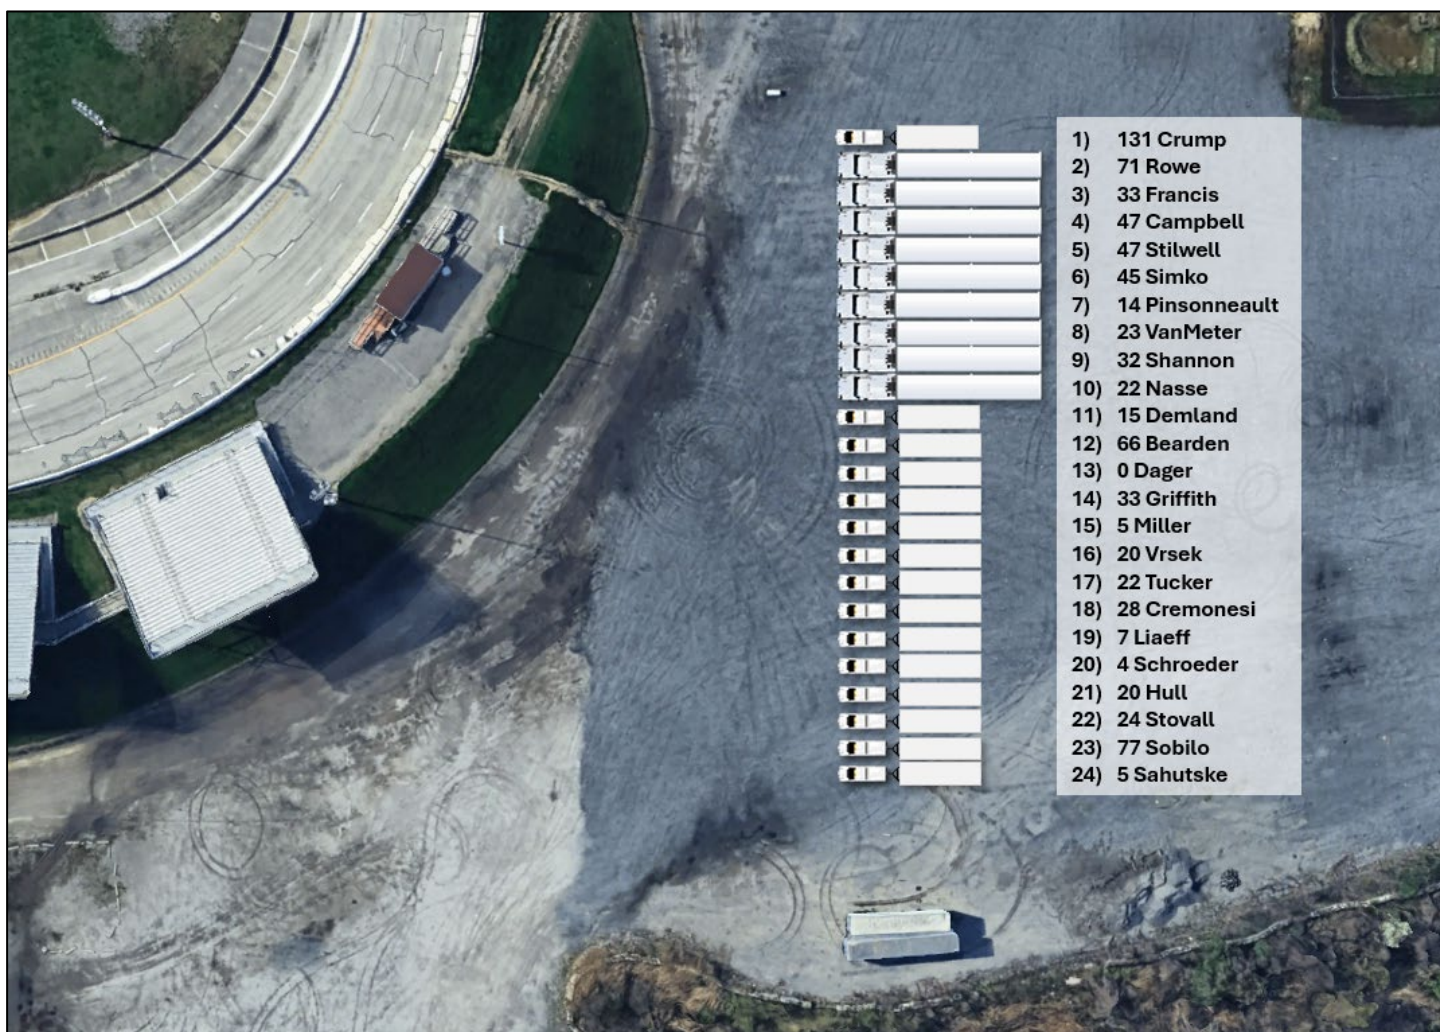 1) 131 Crump
2) 71 Rowe
3) 33 Francis
4) 47 Campbell
5) 47 Stilwell
6) 45 Simko
7) 14 Pinsonneault
8) 23 VanMeter
9) 32 Shannon
10) 22 Nasse
11) 15 Demland
12) 66 Bearden
13) 0 Dager
14) 33 Griffith
15) 5 Miller
16) 20 Vrsek
17) 22 Tucker
18) 28 Cremonesi
19) 7 Liaeff
20) 4 Schroeder
21) 20 Hull
22) 24 Stovall
23) 77 Sobilo
24) 5 Sahutske